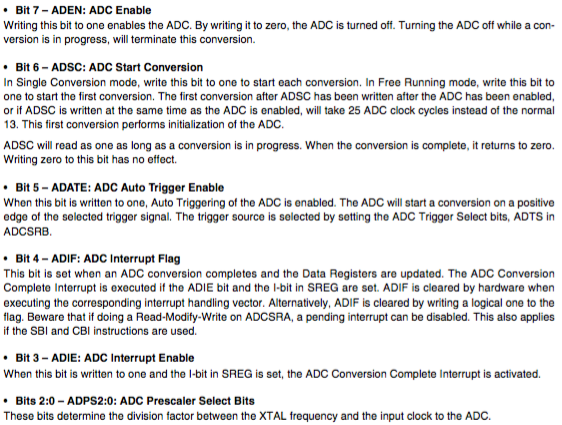 • Bit 7 – ADEN: ADC Enable
Writing this bit to one enables the ADC. By writing it to zero, the ADC is turned off. Turning the ADC off while a con-
version is in progress, will terminate this conversion.
• Bit 6 – ADSC: ADC Start Conversion
In Single Conversion mode, write this bit to one to start each conversion. In Free Running mode, write this bit to
one to start the first conversion. The first conversion after ADSC has been written after the ADC has been enabled,
or if ADSC is written at the same time as the ADC is enabled, will take 25 ADC clock cycles instead of the normal
13. This first conversion performs initialization of the ADC.
ADSC will read as one as long as a conversion is in progress. When the conversion is complete, it returns to zero.
Writing zero to this bit has no effect.
• Bit 5 – ADATE: ADC Auto Trigger Enable
When this bit is written to one, Auto Triggering of the ADC is enabled. The ADC will start a conversion on a positive
edge of the selected trigger signal. The trigger source is selected by setting the ADC Trigger Select bits, ADTS in
ADCSRB.
• Bit 4 – ADIF: ADC Interrupt Flag
This bit is set when an ADC conversion completes and the Data Registers are updated. The ADC Conversion
Complete Interrupt is executed if the ADIE bit and the I-bit in SREG are set. ADIF is cleared by hardware when
executing the corresponding interrupt handling vector. Alternatively, ADIF is cleared by writing a logical one to the
flag. Beware that if doing a Read-Modify-Write on ADCSRA, a pending interrupt can be disabled. This also applies
if the SBI and CBI instructions are used.
• Bit 3 – ADIE: ADC Interrupt Enable
When this bit is written to one and the I-bit in SREG is set, the ADC Conversion Complete Interrupt is activated.
• Bits 2:0 – ADPS2:0: ADC Prescaler Select Bits
These bits determine the division factor between the XTAL frequency and the input clock to the ADC.